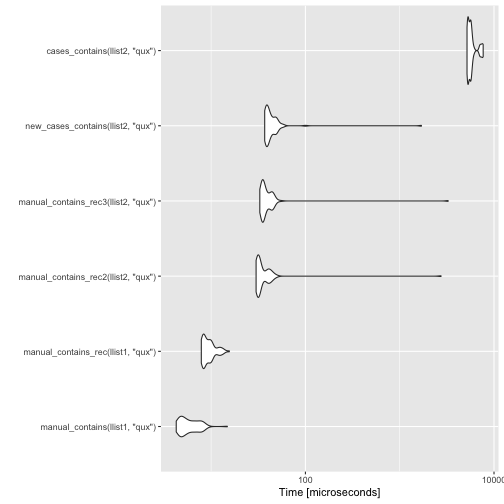 cases_contains(llist2, "qux")
new_cases_contains(llist2, "qux")
manual_contains_rec3(llist2, "qux")
manual_contains_rec2(llist2, "qux")
manual_contains_rec(llist1, "qux")
manual_contains(llist1, "qux")
100 10000
Time [microseconds]